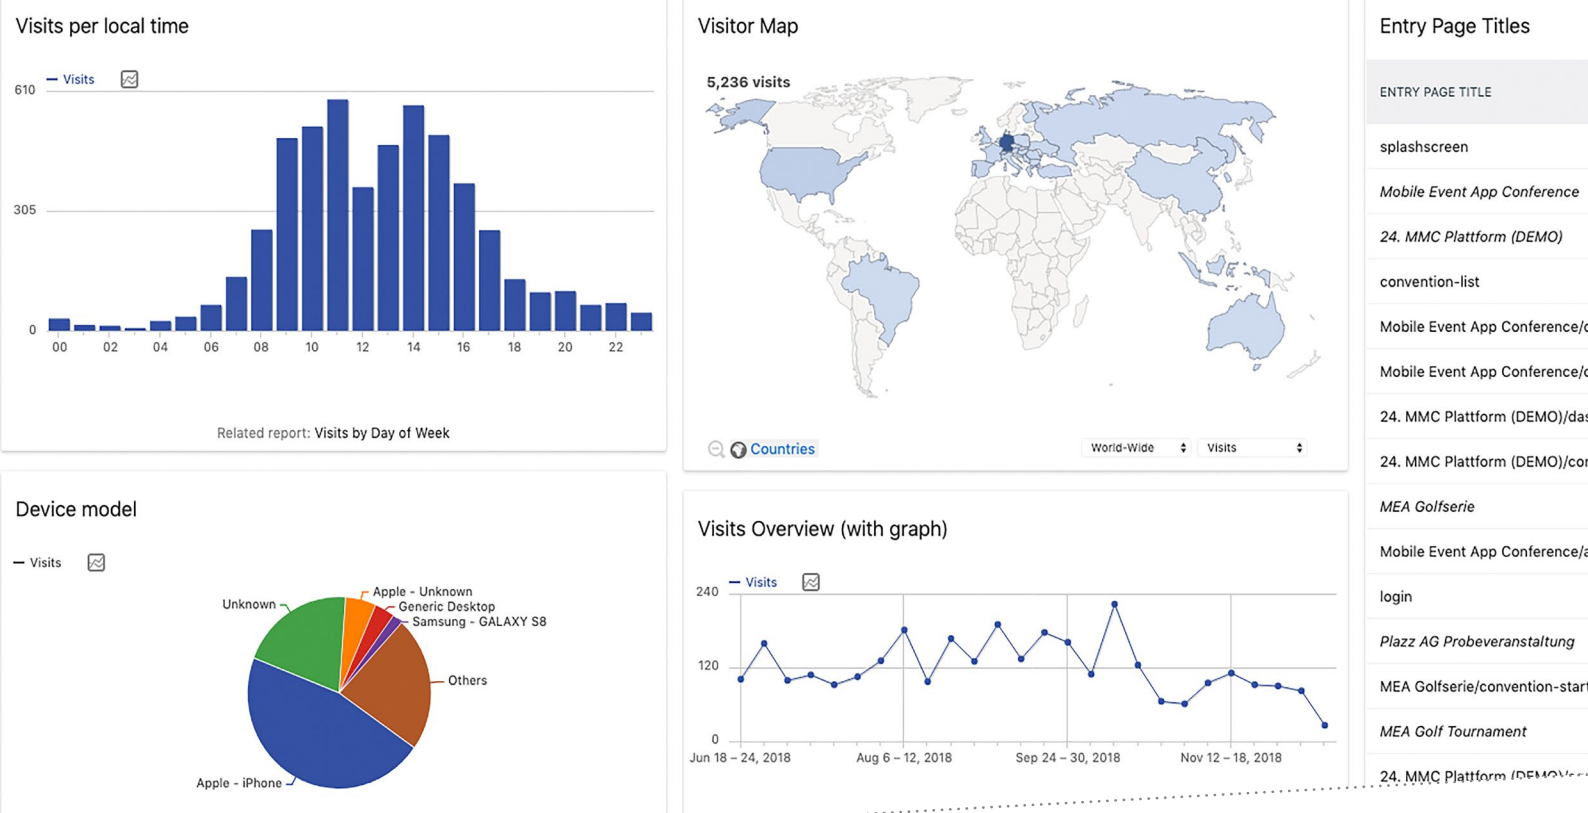 Visits per local time
Visits
610
305
0
00 02 04 06 08 10 12 14 16 18 20 22
Related report: Visits by Day of Week
Device model
Visits
Unknown
Apple - Unknown
Generic Desktop
Samsung - GALAXY S8
Others
Apple - iPhone
Visitor Map
5,236 visits
Countries
World-Wide
Visits
Visits Overview (with graph)
Visits
240
120
0
Jun 18 – 24, 2018 Aug 6 – 12, 2018 Sep 24 – 30, 2018 Nov 12 – 18, 2018
Entry Page Titles
ENTRY PAGE TITLE
splashscreen
Mobile Event App Conference
24. MMC Plattform (DEMO)
convention-list
Mobile Event App Conference/
Mobile Event App Conference/
24. MMC Plattform (DEMO)/das
24. MMC Plattform (DEMO)/
MEA Golfserie
Mobile Event App Conference/a
login
Plazz AG Probeveranstaltung
MEA Golfserie/convention-start
MEA Golf Tournament
24. MMC Plattform (DEMO)/